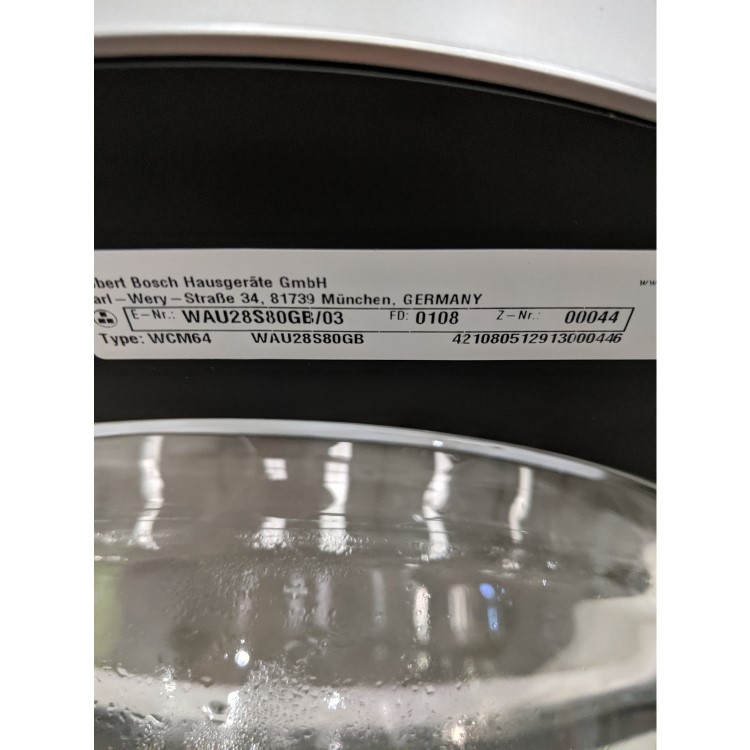 bert Bosch Hausgeräte GmbH
arl-Wery-Straße 34, 81739 München, GERMANY
E-Nr.: WAU28S80GB/03 FD: 0108 Z-Nr.: 00044
Type: WCM64 WAU28S80GB 421080512913000446